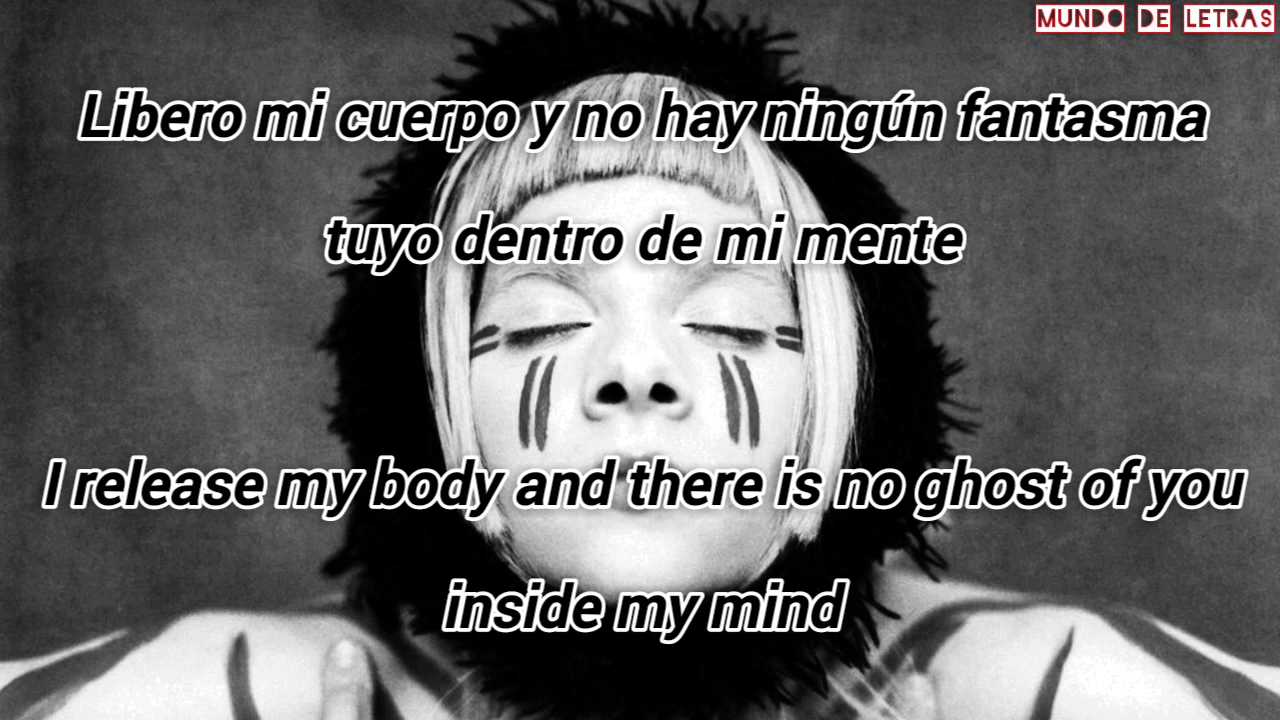 MUNDO DE LETRAS
Libero mi cuerpo y no hay ningún fantasma
tuyo dentro de mi mente
I release my body and there is no ghost of you
inside my mind